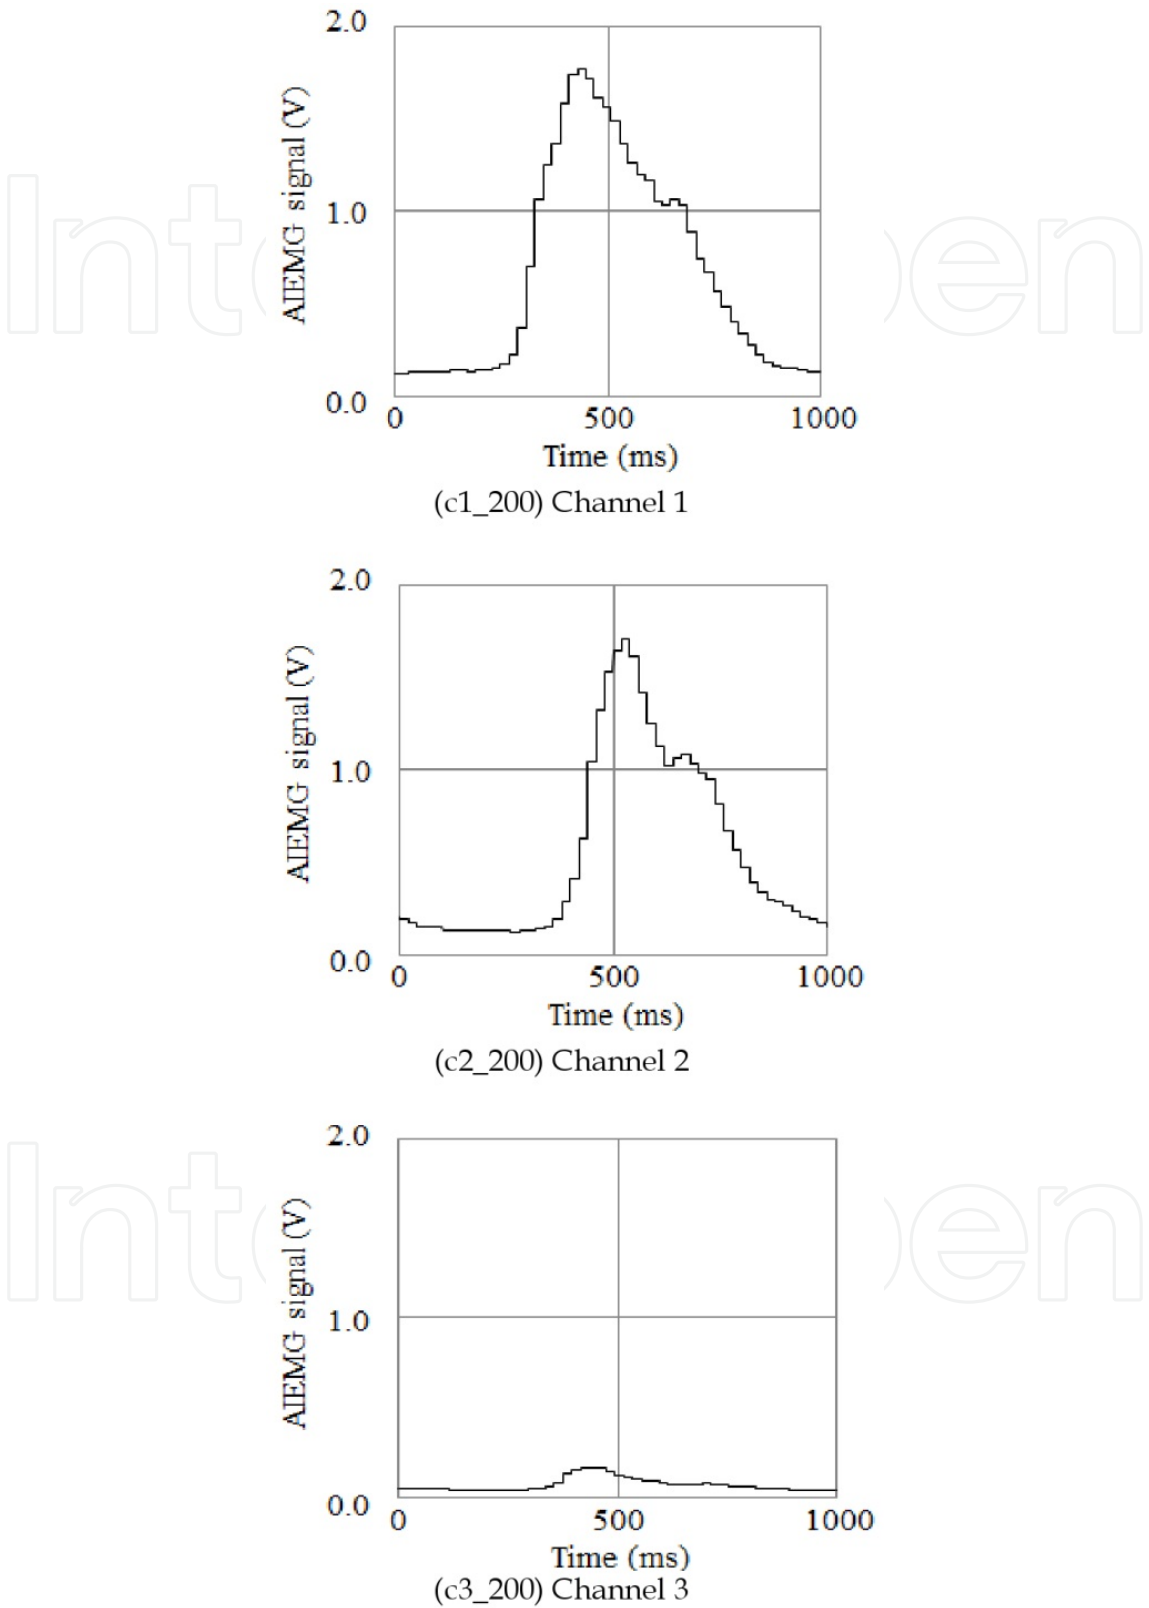 2.0
AIEMG signal (V)
1.0
0.0
0 500 1000
Time (ms)
(c1_200) Channel 1
2.0
AIEMG signal (V)
1.0
0.0
0 500 1000
Time (ms)
(c2_200) Channel 2
2.0
AIEMG signal (V)
1.0
0.0
0 500 1000
Time (ms)
(c3_200) Channel 3